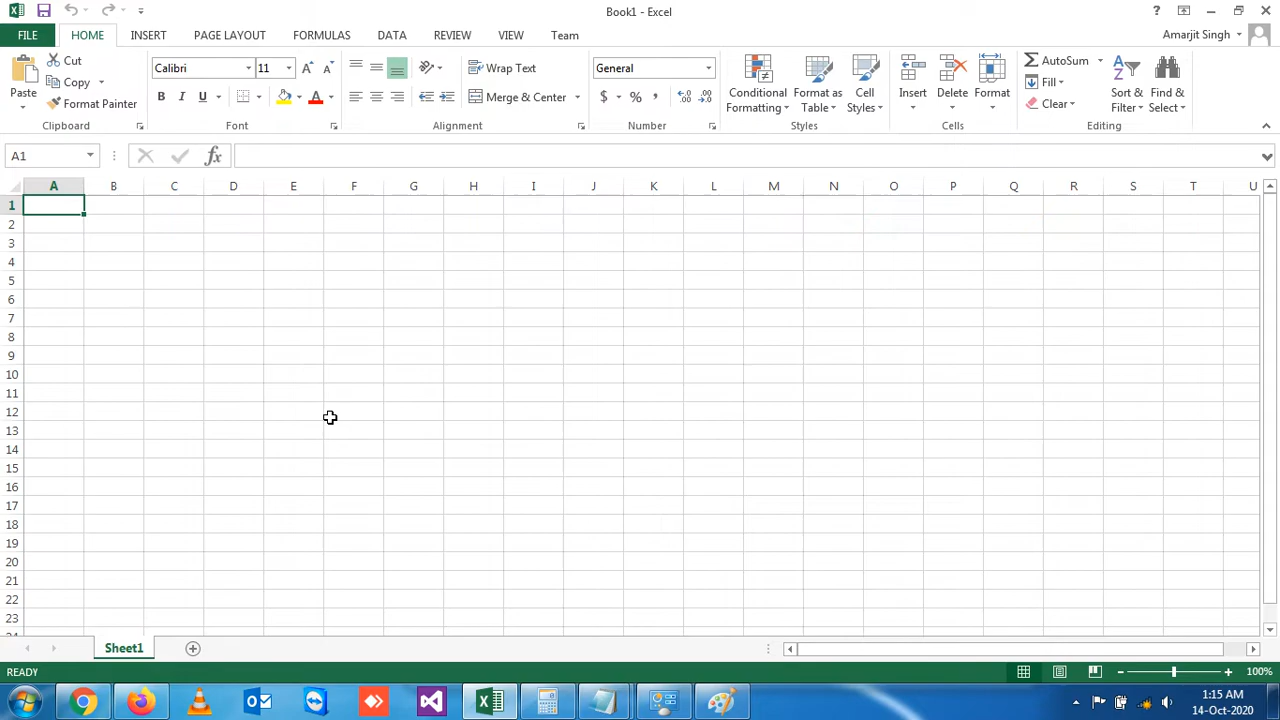 Book1 - Excel
?
FILE HOME INSERT PAGE LAYOUT FORMULAS DATA REVIEW VIEW Team Amarjit Singh
Paste
Cut
Copy
Format Painter
Clipboard
Calibri 11
B I U A
Font
Wrap Text
Merge & Center
Alignment
General
$ % ,
Number
Conditional Formatting
Format as Table
Cell Styles
Styles
Insert
Delete
Format
Cells
AutoSum
Fill
Clear
Sort & Filter
Find & Select
Editing
A1 fx
A B C D E F G H I J K L M N O P Q R S T U
1
2
3
4
5
6
7
8
9
10
11
12
13
14
15
16
17
18
19
20
21
22
23
24
Sheet1
READY 100%
1:15 AM
14-Oct-2020